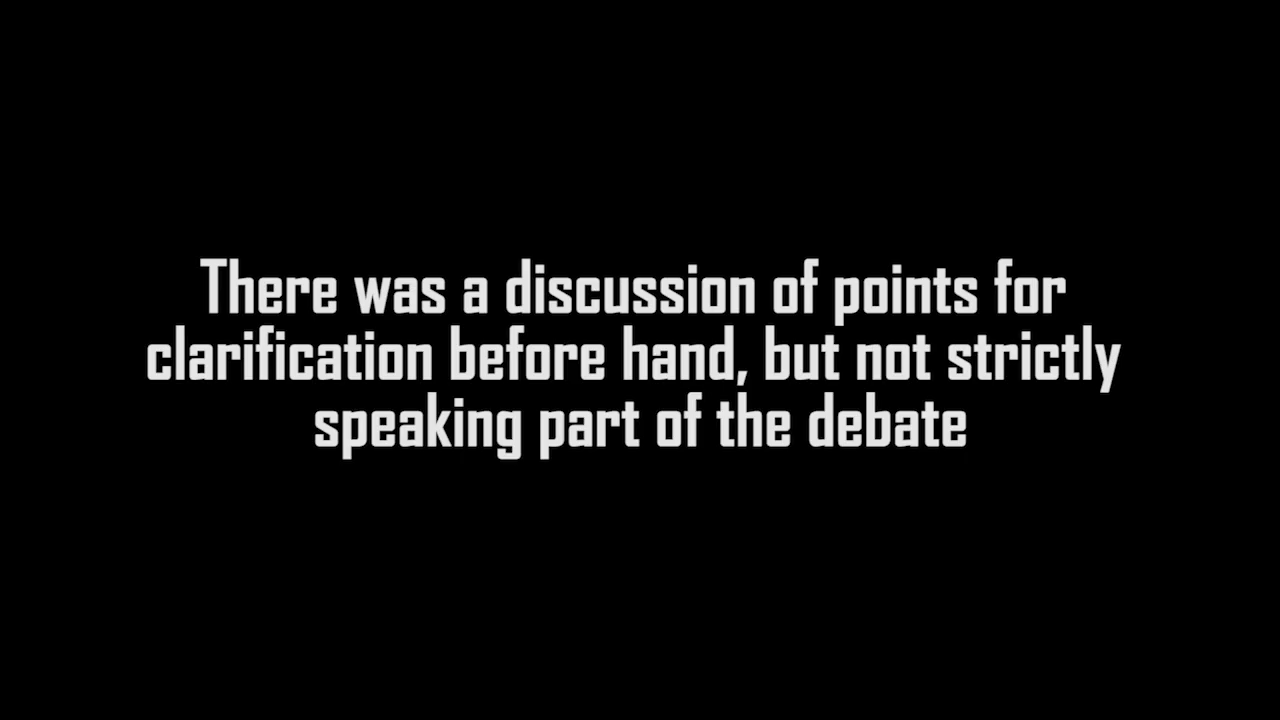 There was a discussion of points for
clarification before hand, but not strictly
speaking part of the debate